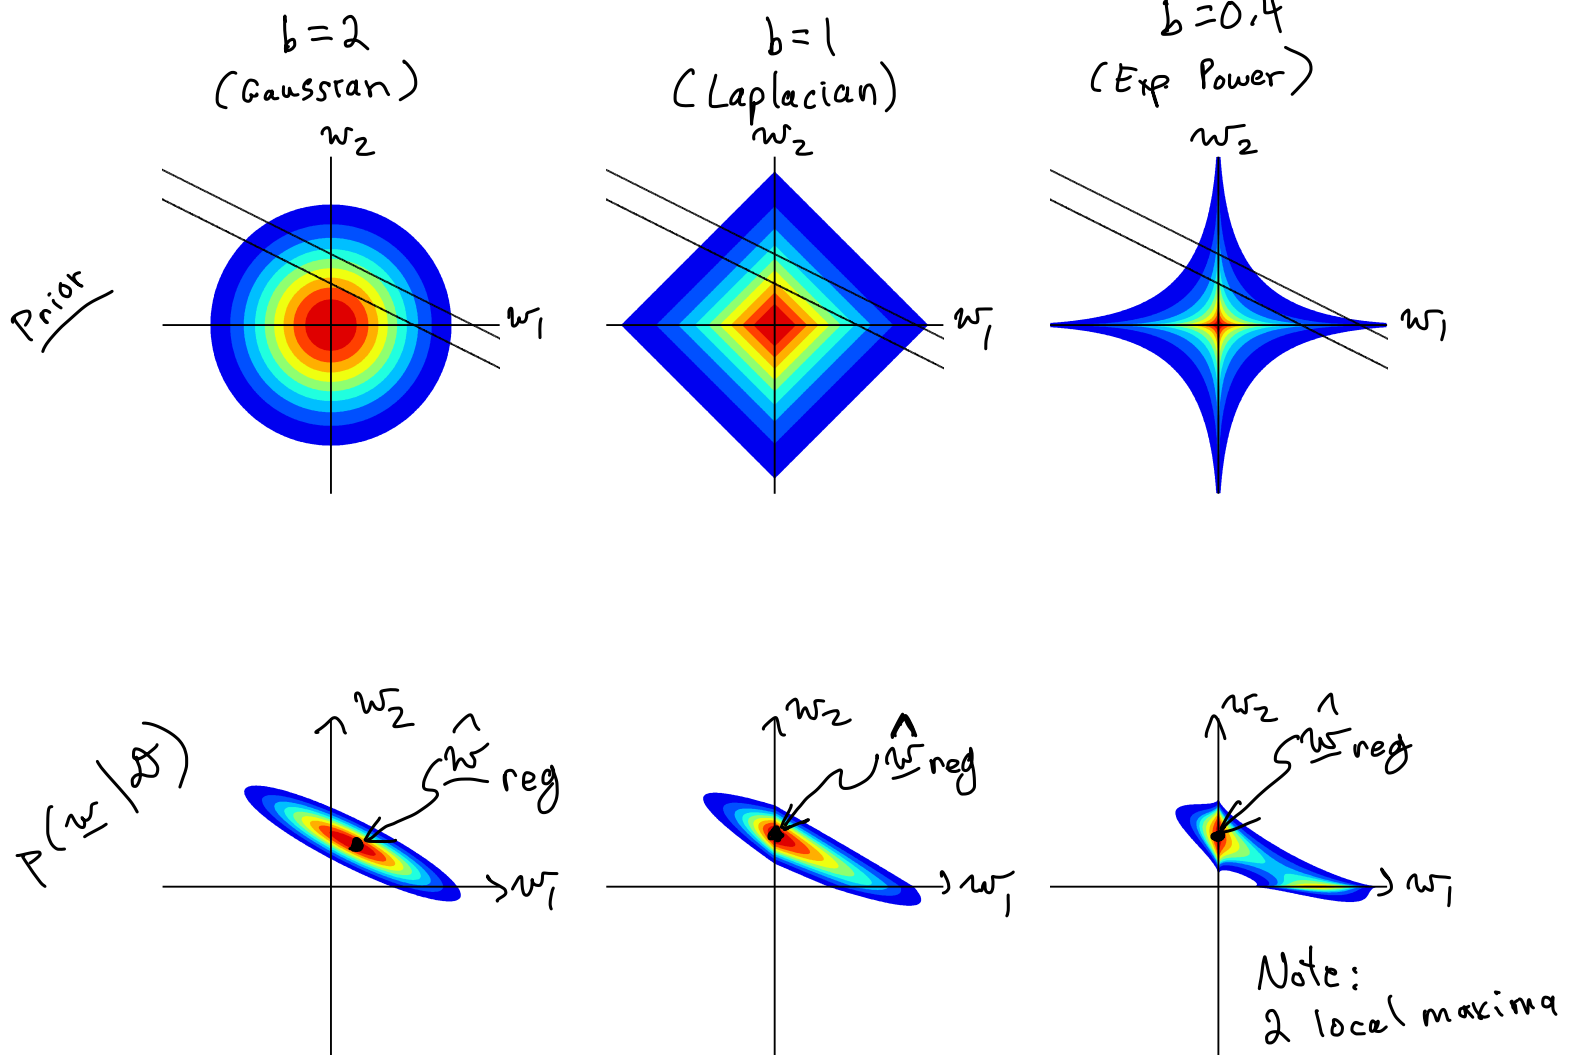 b=2
(Gaussian)
b=1
(Laplacian)
b=0.4
(Exp. Power)
w2
w2
w2
Prior
w1
w1
w1
w2
w2
w2
ŵ reg
ŵ reg
ŵ reg
P(w|D)
w1
w1
w1
Note:
2 local maxima